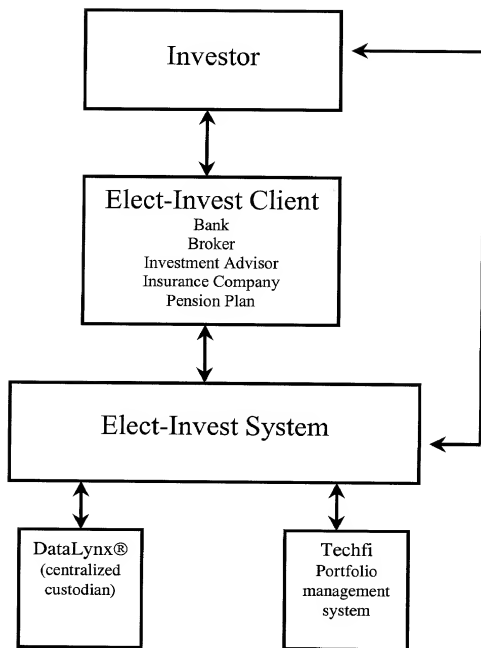 Investor
Elect-Invest Client
Bank
Broker
Investment Advisor
Insurance Company
Pension Plan
Elect-Invest System
DataLynx®
(centralized
custodian)
Techfi
Portfolio
management
system